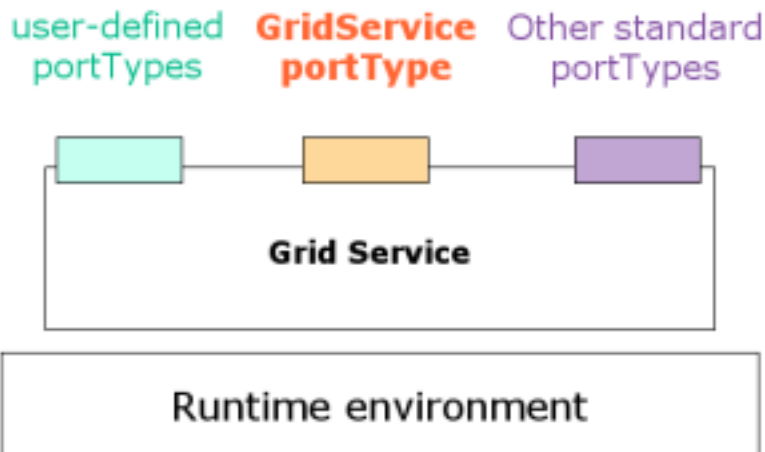 user-defined
portTypes
GridService
portType
Other standard
portTypes
Grid Service
Runtime environment